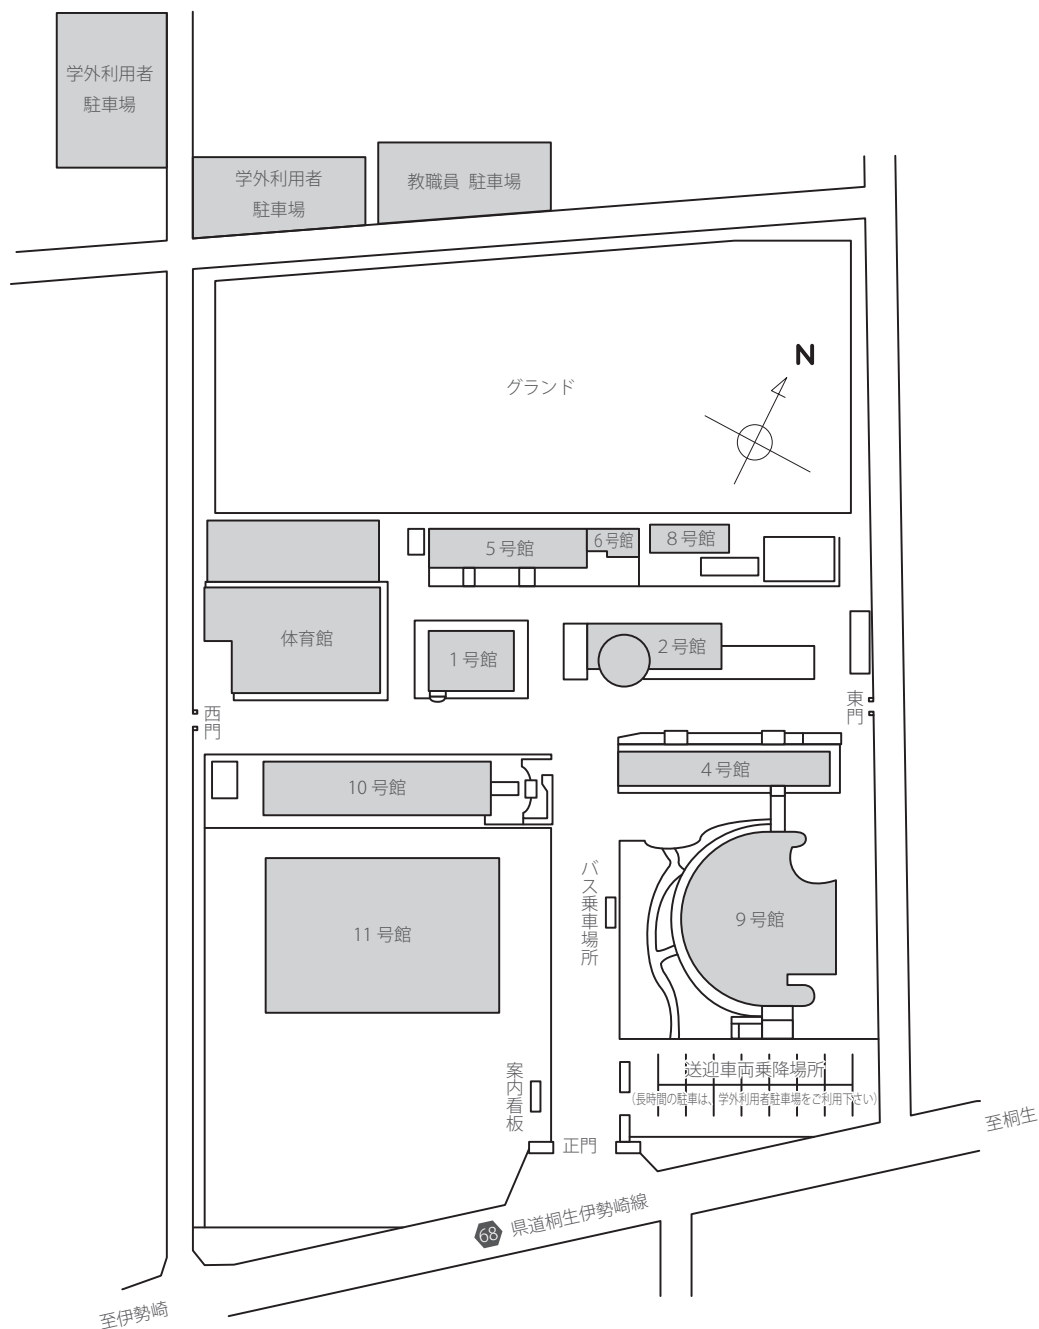 学外利用者
駐車場
学外利用者
駐車場
教職員 駐車場
N
グランド
5号館
6号館
8号館
体育館
1号館
2号館
西門
東門
4号館
10号館
バス乗車場所
9号館
11号館
案内看板
送迎車両乗降場所
(長時間の駐車は、学外利用者駐車場をご利用下さい)
正門
至桐生
68 県道桐生伊勢崎線
至伊勢崎